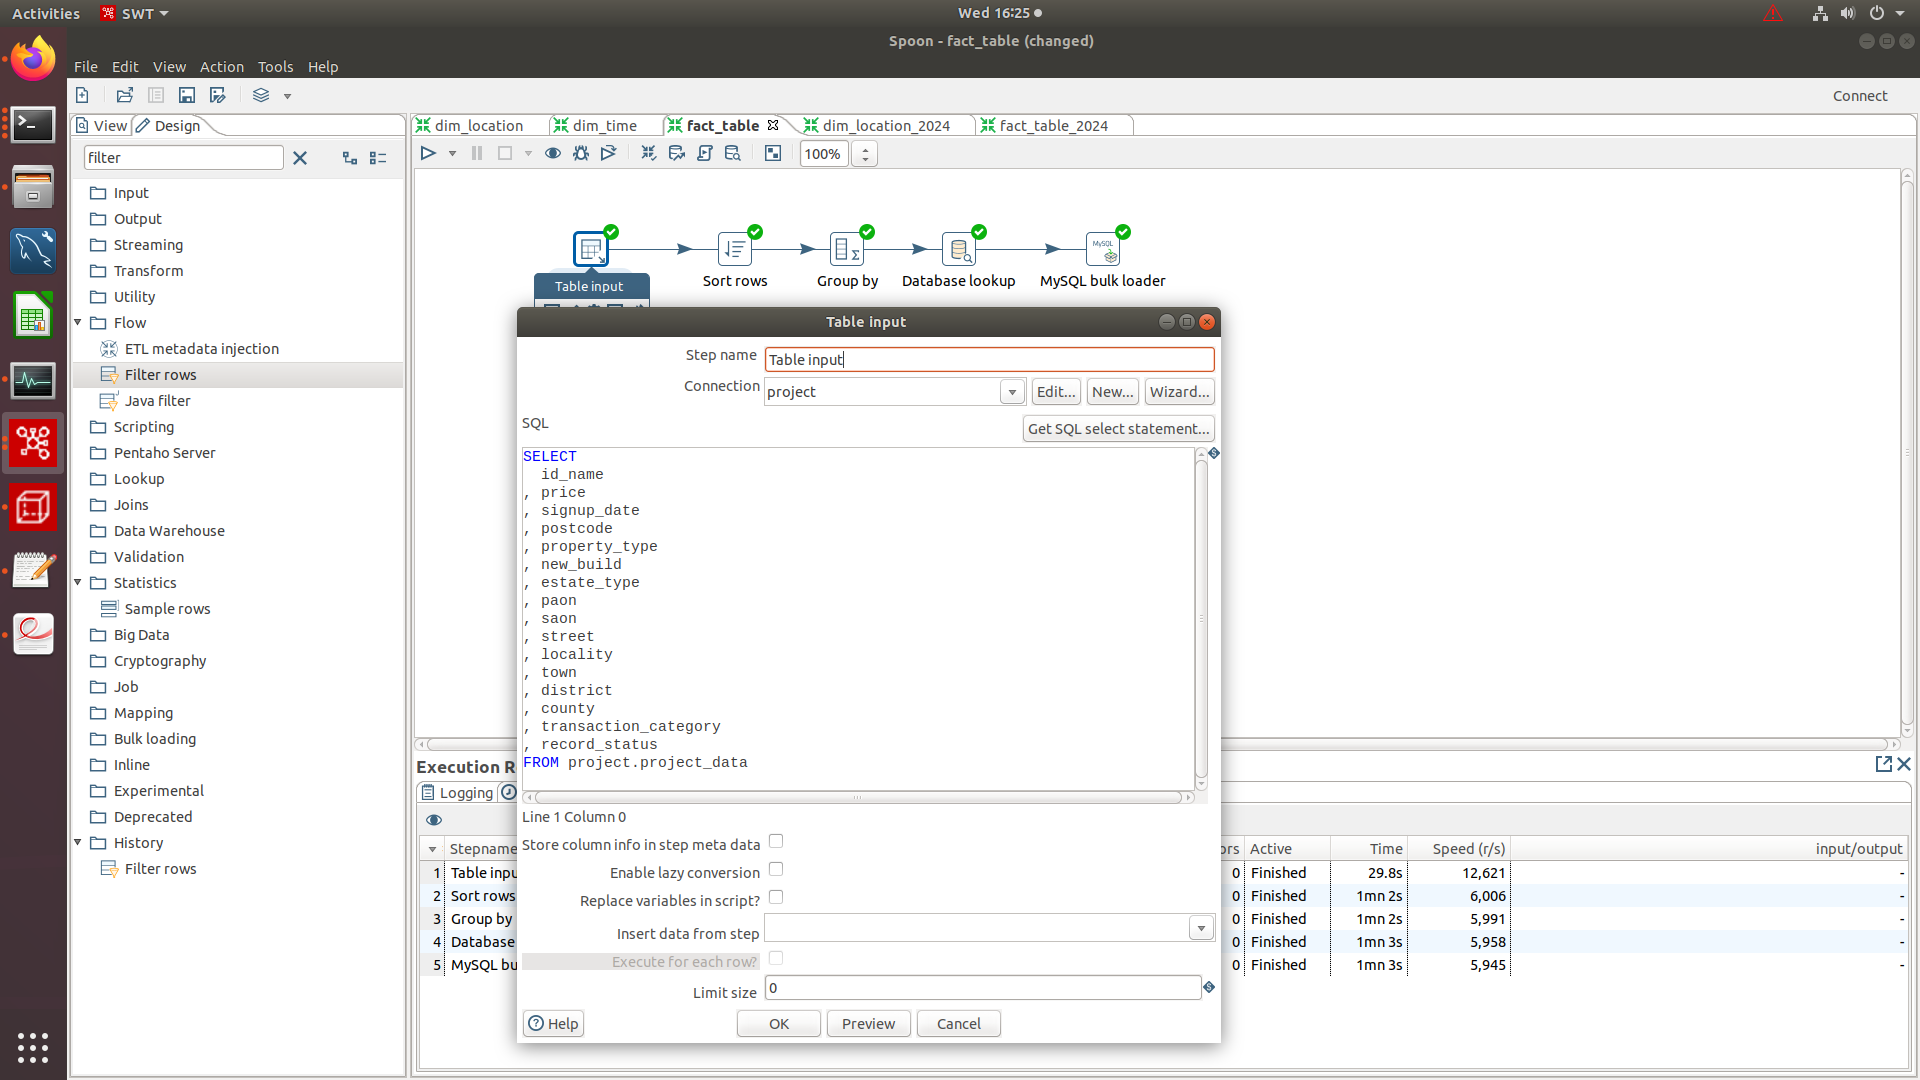 Activities SWT Wed 16:25
Spoon - fact_table (changed)
File Edit View Action Tools Help
Connect
View Design
dim_location dim_time fact_table dim_location_2024 fact_table_2024
filter
100%
Input
Output
Streaming
Transform
Utility
Flow
ETL metadata injection
Filter rows
Java filter
Scripting
Pentaho Server
Lookup
Joins
Data Warehouse
Validation
Statistics
Sample rows
Big Data
Cryptography
Job
Mapping
Bulk loading
Inline
Experimental
Deprecated
History
Filter rows
MySQL
Table input Sort rows Group by Database lookup MySQL bulk loader
Table input
Step name Table input
Connection project Edit... New... Wizard...
SQL Get SQL select statement...
SELECT
id_name
, price
, signup_date
, postcode
, property_type
, new_build
, estate_type
, paon
, saon
, street
, locality
, town
, district
, county
, transaction_category
, record_status
FROM project.project_data
Line 1 Column 0
Store column info in step meta data
Enable lazy conversion
Replace variables in script?
Insert data from step
Execute for each row?
Limit size 0
Help OK Preview Cancel
Execution R
Logging
Stepname ors Active Time Speed (r/s) input/output
1 Table inpu 0 Finished 29.8s 12,621 -
2 Sort rows 0 Finished 1mn 2s 6,006 -
3 Group by 0 Finished 1mn 2s 5,991 -
4 Database 0 Finished 1mn 3s 5,958 -
5 MySQL bu 0 Finished 1mn 3s 5,945 -